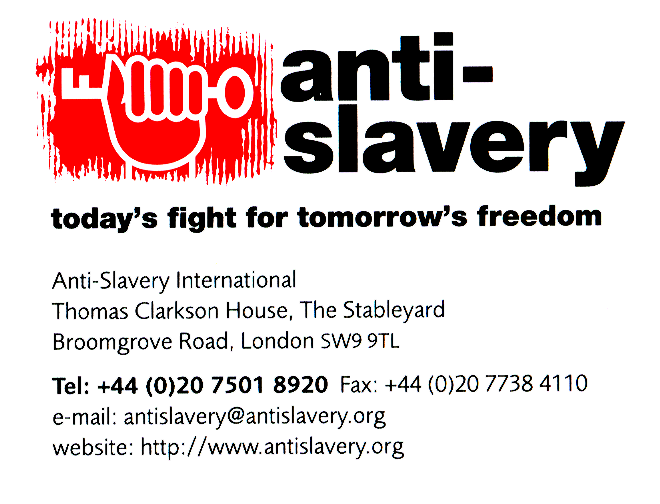 anti-
slavery
today's fight for tomorrow's freedom
Anti-Slavery International
Thomas Clarkson House, The Stableyard
Broomgrove Road, London SW9 9TL
Tel: +44 (0)20 7501 8920 Fax: +44 (0)20 7738 4110
e-mail: antislavery@antislavery.org
website: http://www.antislavery.org